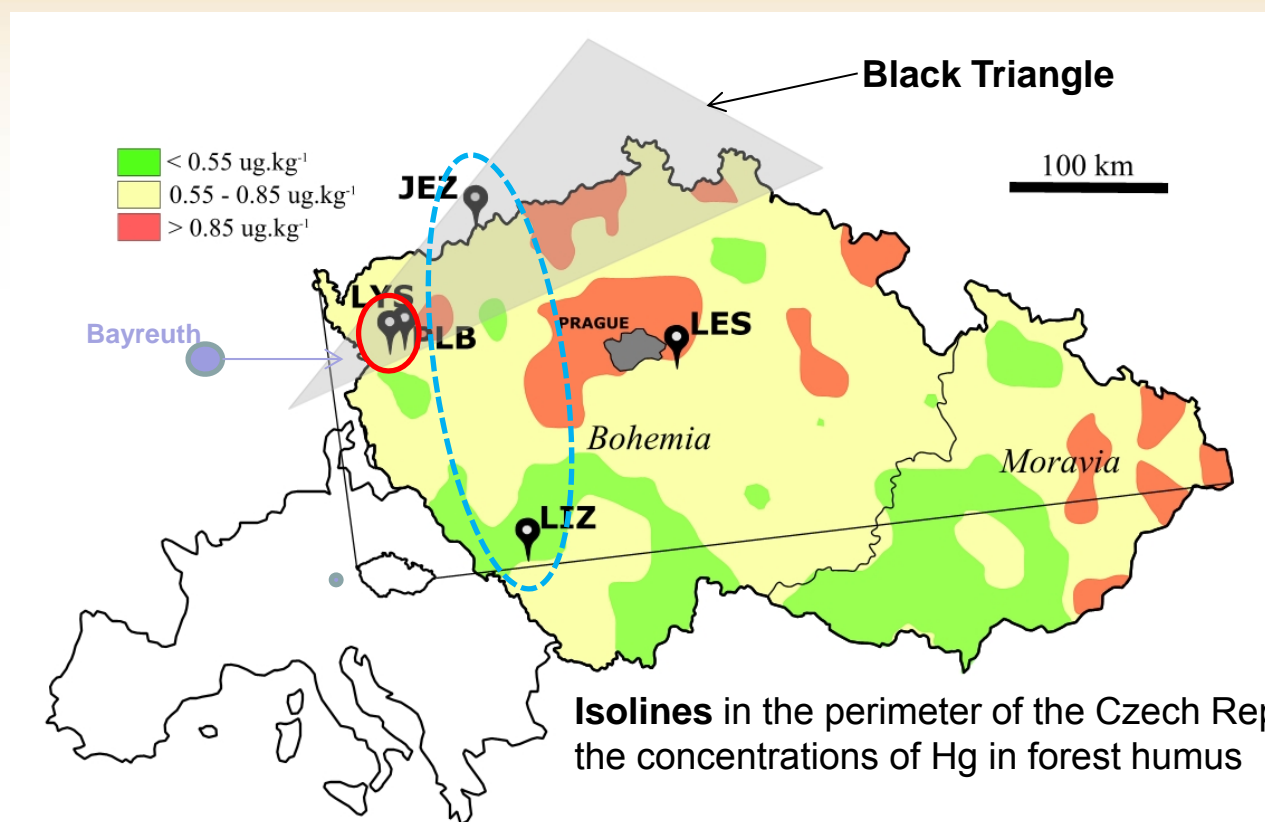 Black Triangle
< 0.55 ug.kg⁻¹
0.55 - 0.85 ug.kg⁻¹
> 0.85 ug.kg⁻¹
100 km
JEZ
LYS
PLB
Bayreuth
PRAGUE
LES
Bohemia
Moravia
LIZ
Isolines in the perimeter of the Czech Rep
the concentrations of Hg in forest humus